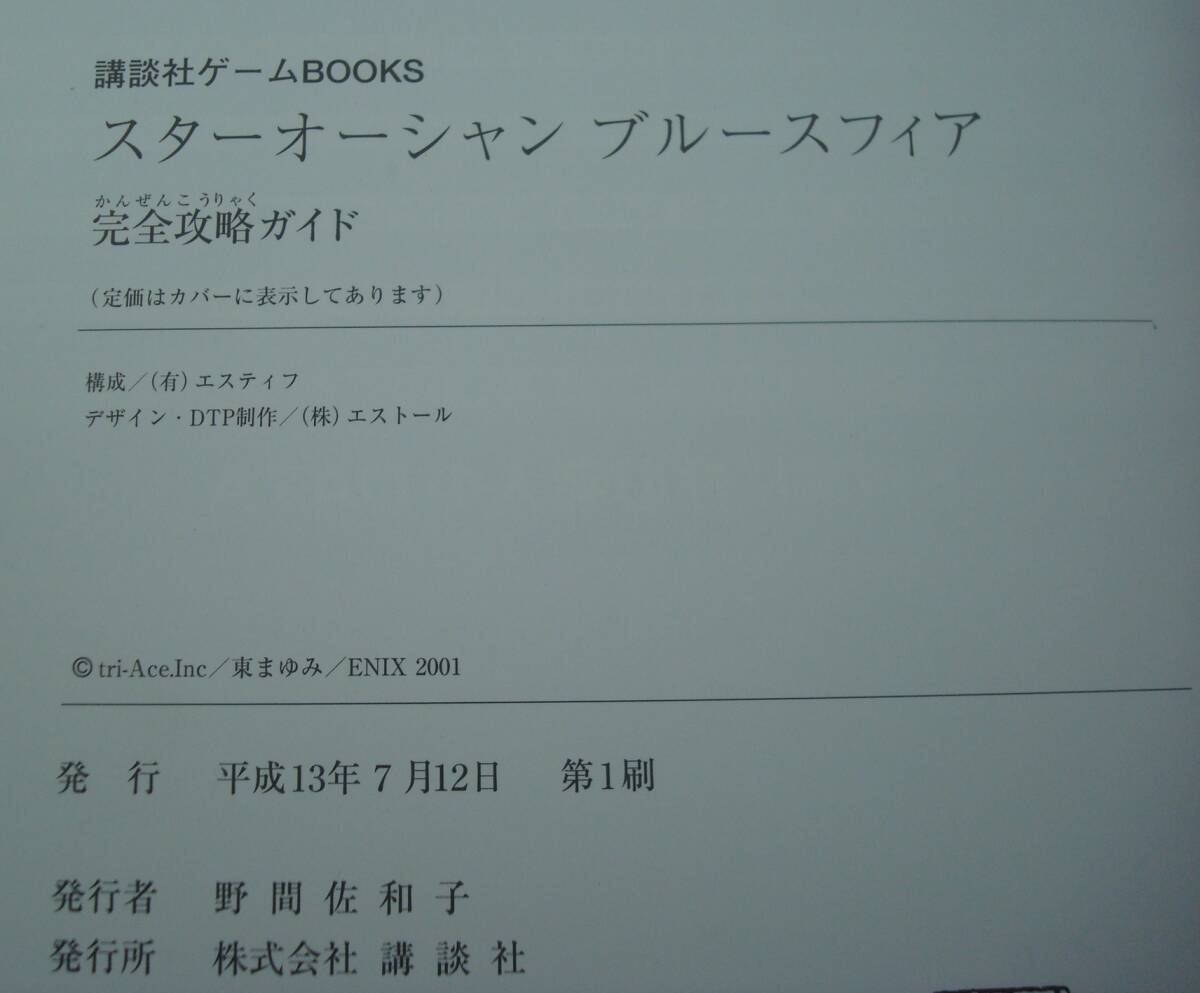 講談社ゲームBOOKS
スターオーシャン ブルースフィア
かんぜんこうりゃく
完全攻略ガイド
（定価はカバーに表示してあります）
構成／（有）エスティフ
デザイン・DTP制作／（株）エストール
© tri-Ace.Inc／東まゆみ／ENIX 2001
発 行 平成13年7月12日 第1刷
発行者 野間佐和子
発行所 株式会社 講談社